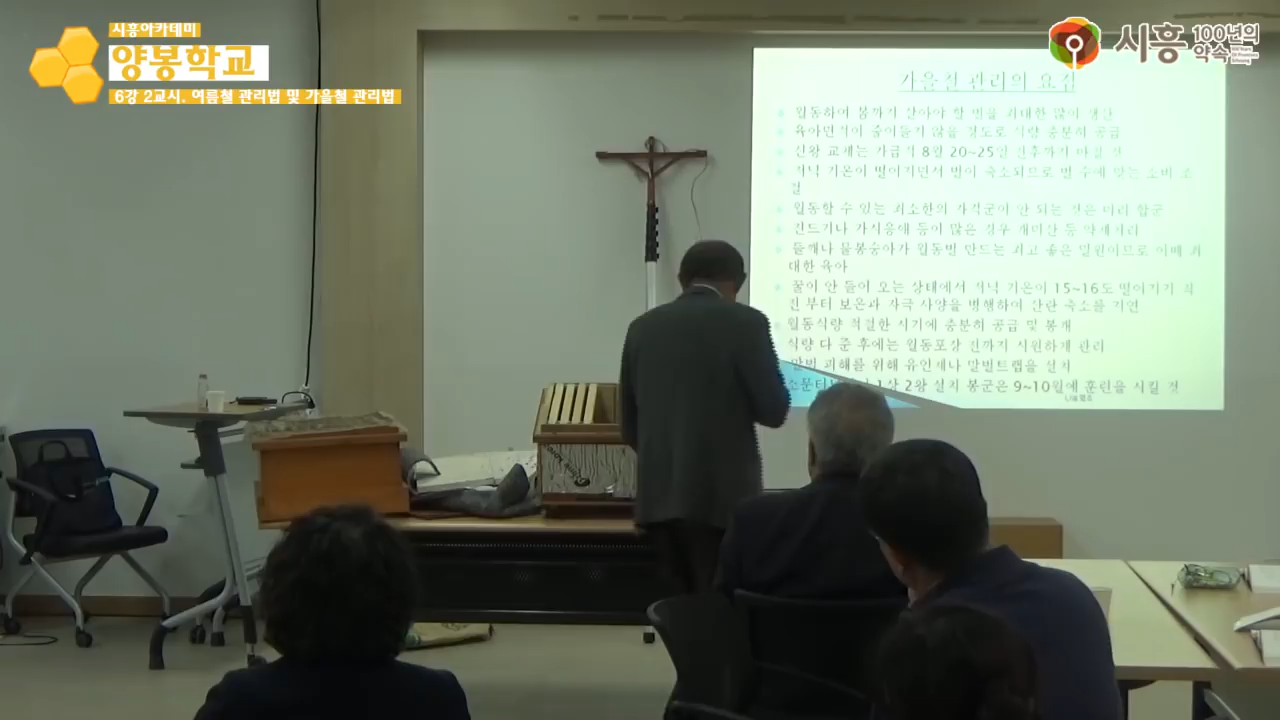 시흥아카데미
양봉학교
6강 2교시. 여름철 관리법 및 가을철 관리법
시흥 100년의 약속
가을철 관리의 요점
월동하여 봄까지 살아야 할 벌을 최대한 많이 생산
육아면적이 줄어들지 않을 정도로 식량 충분히 공급
신왕 교체는 가급적 8월 20~25일 전후까지 마칠 것
저녁 기온이 떨어지면서 벌이 축소되므로 벌 수에 맞는 소비 조
절
월동할 수 있는 최소한의 자격군이 안 되는 것은 미리 합군
진드기나 가시응애 등이 많은 경우 개미산 등 약제처리
들깨나 물봉숭아가 월동벌 만드는 최고 좋은 밀원이므로 이때 최
대한 육아
꿀이 안 들어 오는 상태에서 저녁 기온이 15~16도 떨어지기 직
전 부터 보온과 자극 사양을 병행하여 산란 축소를 지연
월동식량 적절한 시기에 충분히 공급 및 봉개
식량 다 준 후에는 월동포장 전까지 시원하게 관리
말벌 피해를 위해 유인제나 말벌트랩을 설치
1상 2왕 설치 봉군은 9~10월에 훈련을 시킬 것